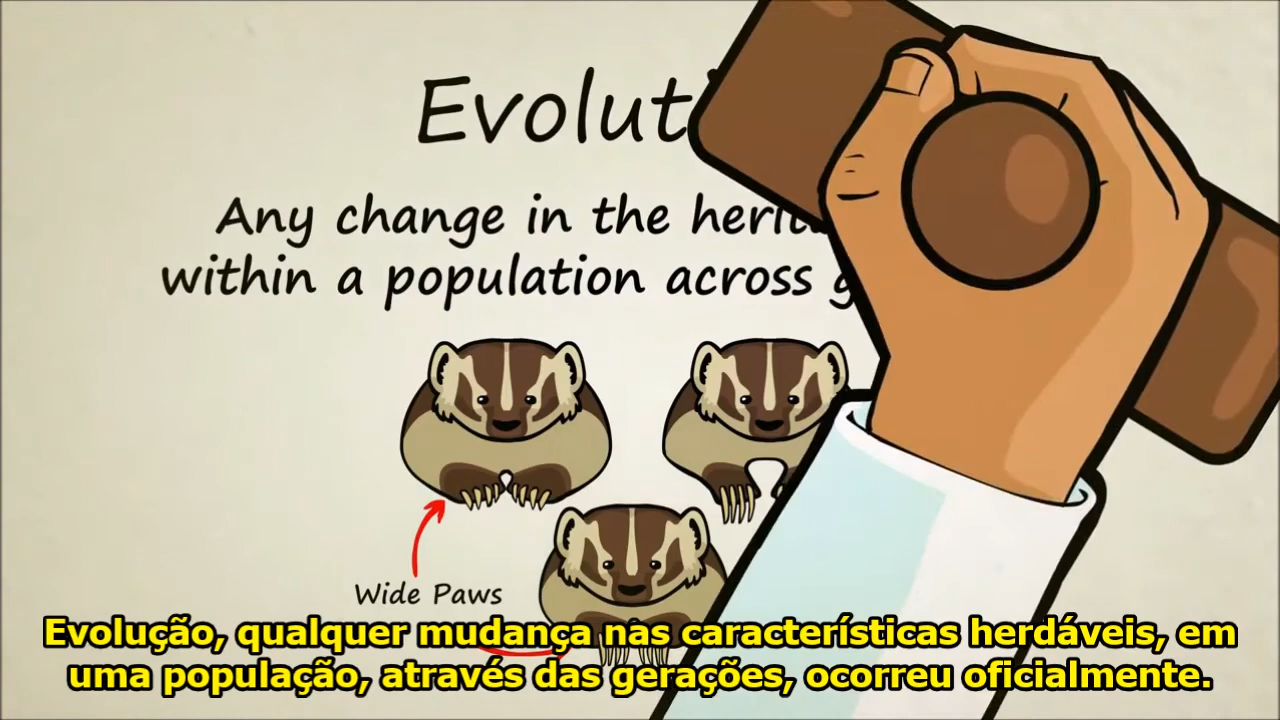 Evolut
Any change in the herit
within a population across g
Wide Paws
Evolução, qualquer mudança nas características herdáveis, em
uma população, através das gerações, ocorreu oficialmente.